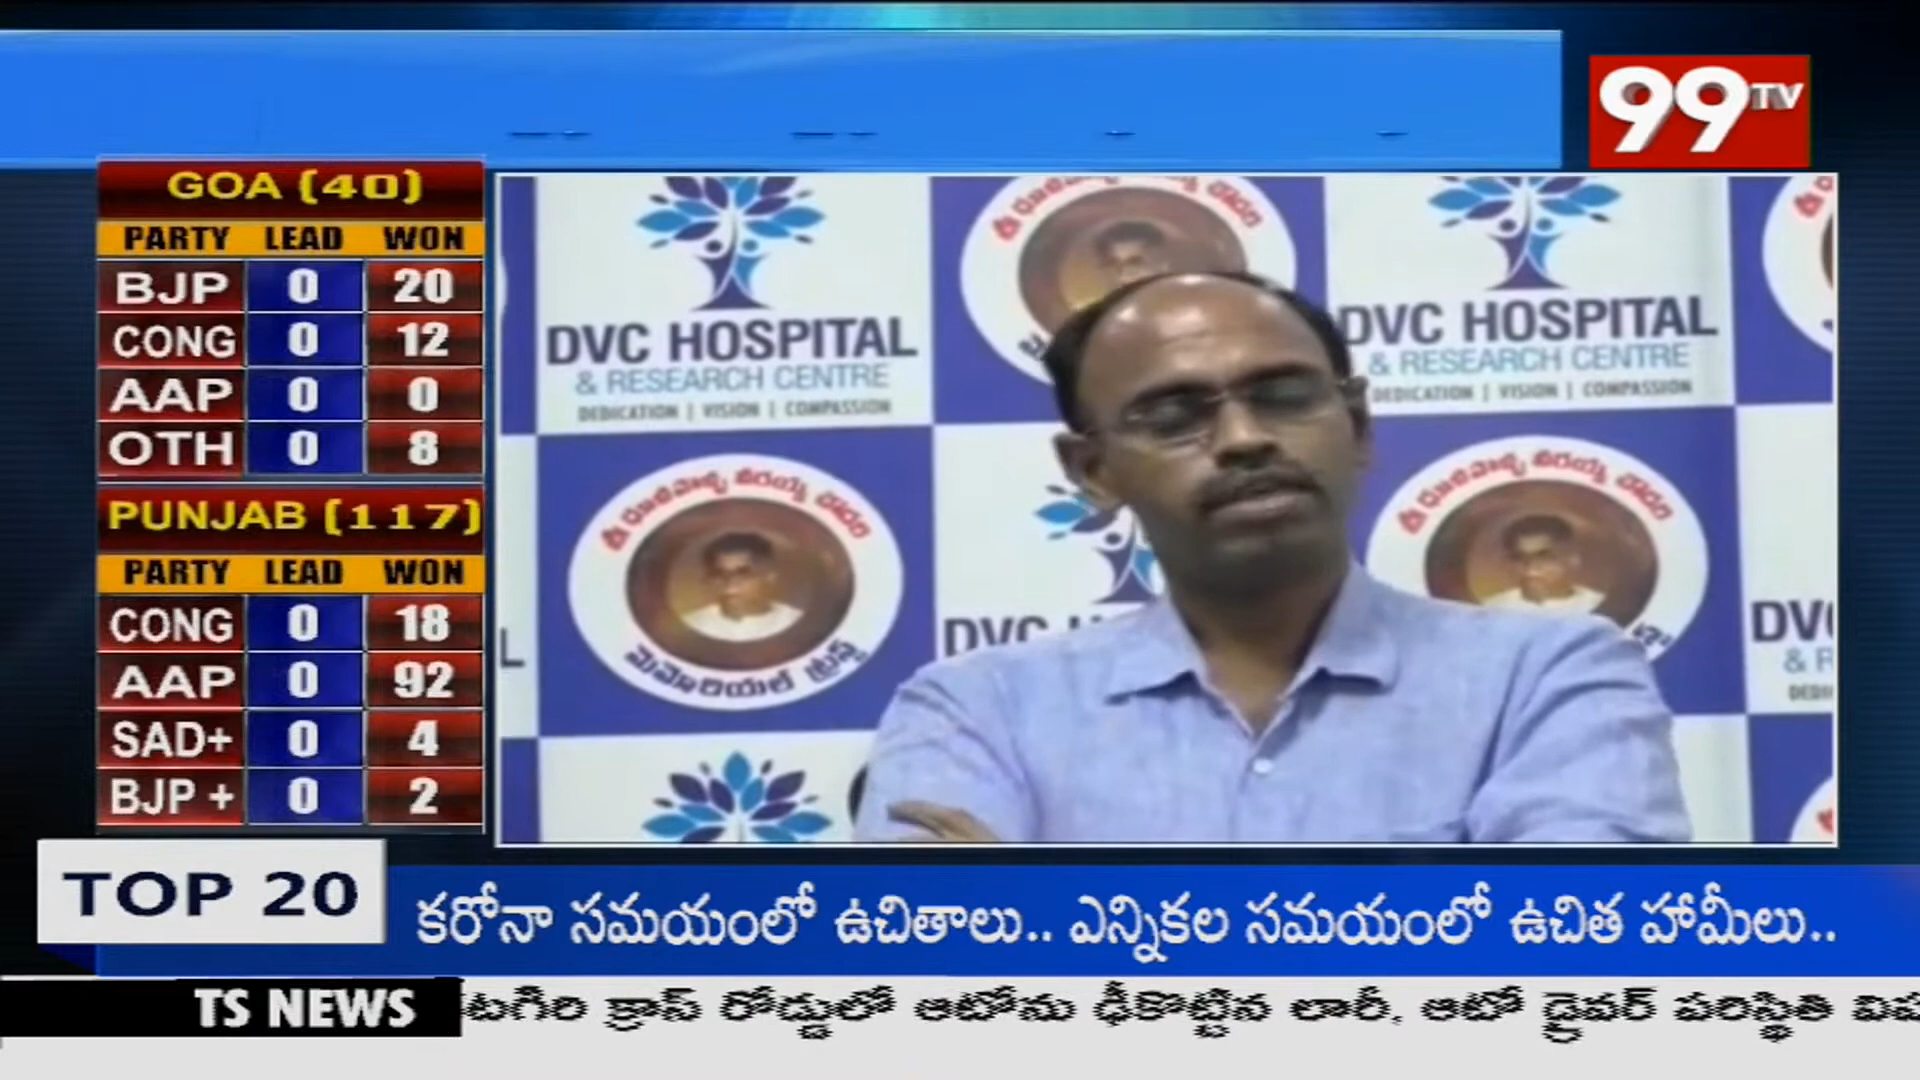 99TV
GOA (40)
PARTY LEAD WON
BJP 0 20
CONG 0 12
AAP 0 0
OTH 0 8
PUNJAB (117)
PARTY LEAD WON
CONG 0 18
AAP 0 92
SAD+ 0 4
BJP + 0 2
DVC HOSPITAL
& RESEARCH CENTRE
DEDICATION | VISION | COMPASSION
DVC HOSPITAL
& RESEARCH CENTRE
DEDICATION | VISION | COMPASSION
మెమోరియల్ ట్రస్ట్
DVC
TOP 20
కరోనా సమయంలో ఉచితాలు.. ఎన్నికల సమయంలో ఉచిత హామీలు..
TS NEWS
క్రాస్ రోడ్డులో ఆటోను ఢీకొట్టిన లారీ, ఆటో డ్రైవర్ పరిస్థితి